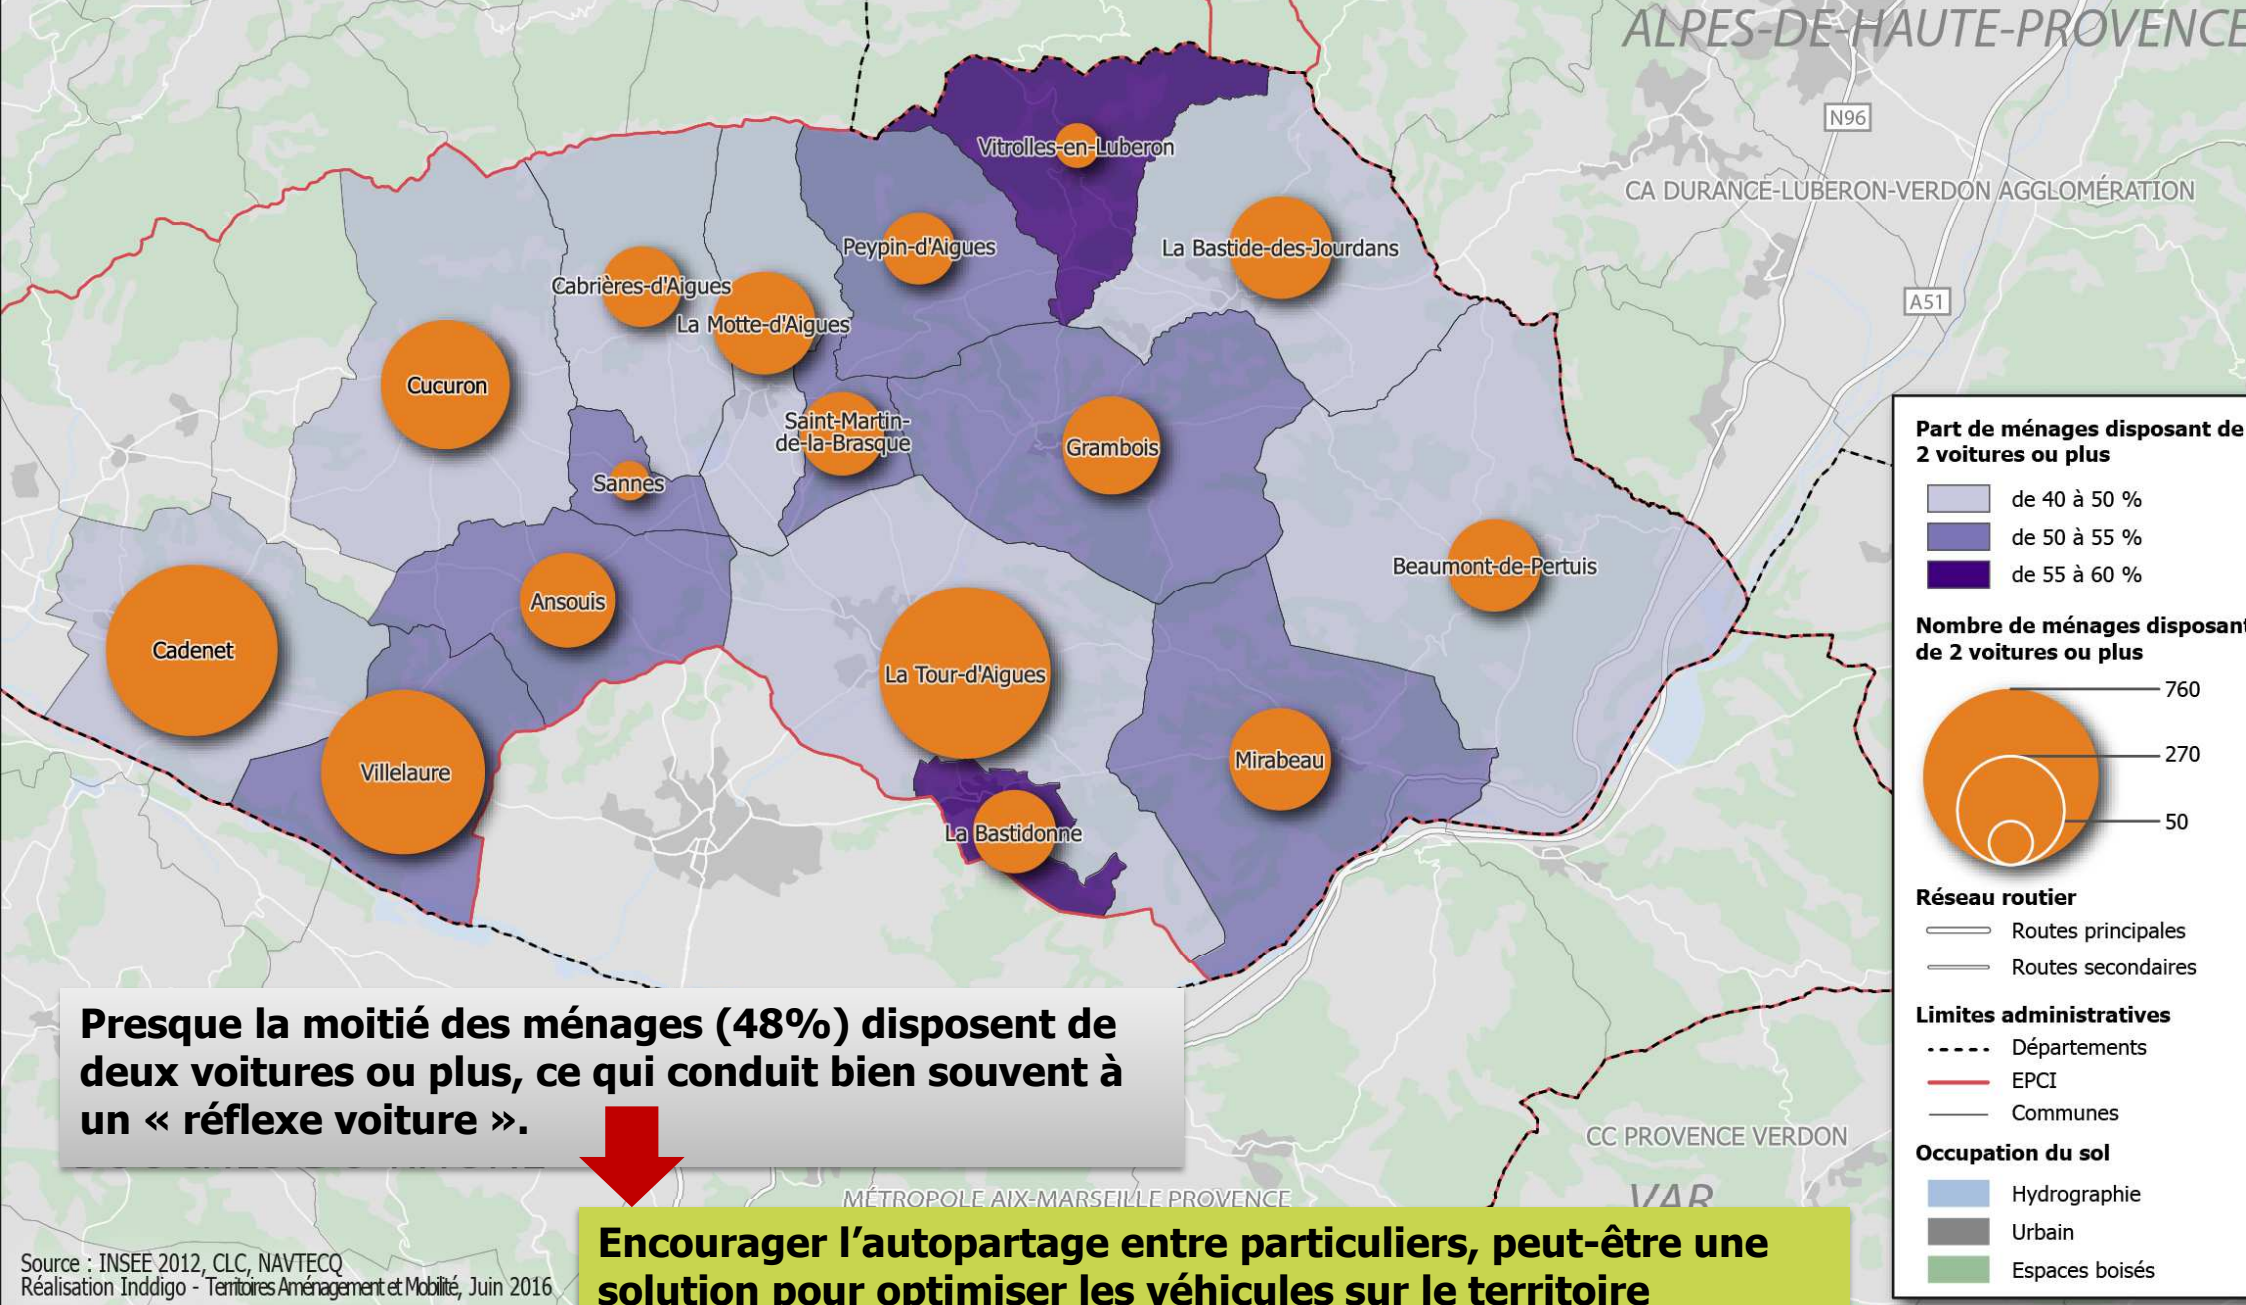 ALPES-DE-HAUTE-PROVENCE
N96
Vitrolles-en-Luberon
CA DURANCE-LUBERON-VERDON AGGLOMÉRATION
Peypin-d'Aigues
La Bastide-des-Jourdans
Cabrières-d'Aigues
A51
La Motte-d'Aigues
Cucuron
Saint-Martin-
de-la-Brasque
Grambois
Sannes
Beaumont-de-Pertuis
Ansouis
Cadenet
La Tour-d'Aigues
Mirabeau
Villelaure
La Bastidonne
Part de ménages disposant de
2 voitures ou plus
de 40 à 50 %
de 50 à 55 %
de 55 à 60 %
Nombre de ménages disposant
de 2 voitures ou plus
760
270
50
Réseau routier
Routes principales
Routes secondaires
Limites administratives
Départements
EPCI
Communes
Occupation du sol
Hydrographie
Urbain
Espaces boisés
Presque la moitié des ménages (48%) disposent de
deux voitures ou plus, ce qui conduit bien souvent à
un « réflexe voiture ».
CC PROVENCE VERDON
MÉTROPOLE AIX-MARSEILLE PROVENCE
VAR
Encourager l’autopartage entre particuliers, peut-être une
solution pour optimiser les véhicules sur le territoire
Source : INSEE 2012, CLC, NAVTECQ
Réalisation Inddigo - Territoires Aménagement et Mobilité, Juin 2016